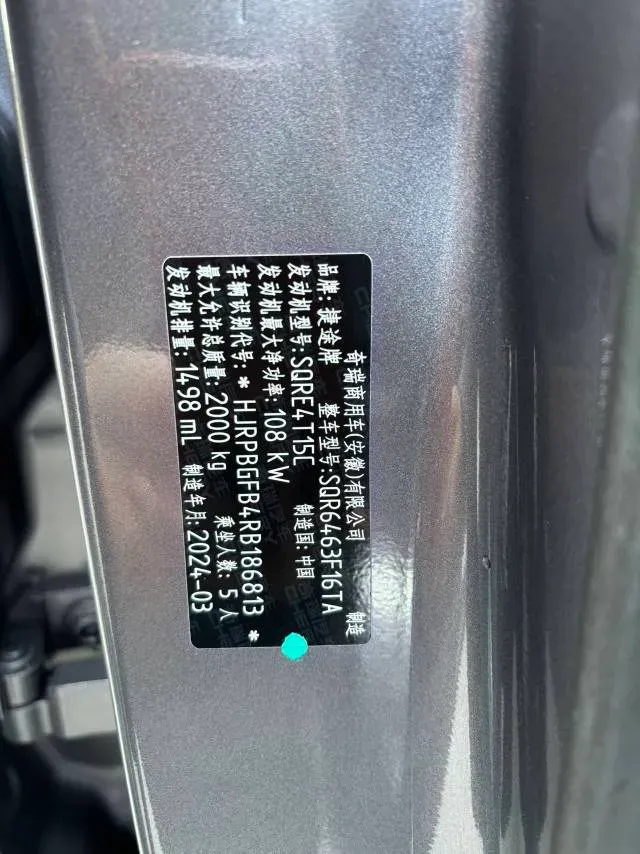 奇瑞商用车(安徽)有限公司 制造
品牌: 捷途牌 整车型号:SQR6463F16TA
发动机型号:SQRE4T15C 制造国: 中国
发动机最大净功率: 108 kW
车辆识别代号: * HJRPBGFB4RB186813 *
最大允许总质量: 2000 kg 乘坐人数: 5 人
发动机排量: 1498 mL 制造年月: 2024-03